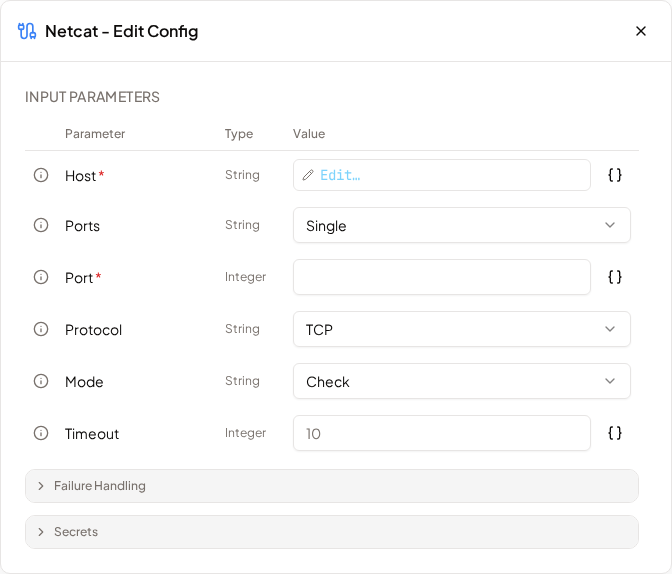 Netcat - Edit Config
INPUT PARAMETERS
Parameter Type Value
Host* String Edit… { }
Ports String Single
Port* Integer { }
Protocol String TCP
Mode String Check
Timeout Integer 10 { }
Failure Handling
Secrets